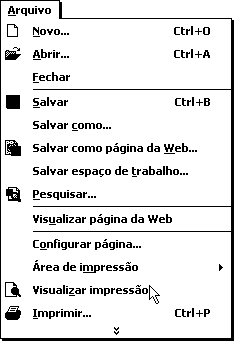 Arquivo
Novo... Ctrl+O
Abrir... Ctrl+A
Fechar
Salvar Ctrl+B
Salvar como...
Salvar como página da Web...
Salvar espaço de trabalho...
Pesquisar...
Visualizar página da Web
Configurar página...
Área de impressão
Visualizar impressão
Imprimir... Ctrl+P